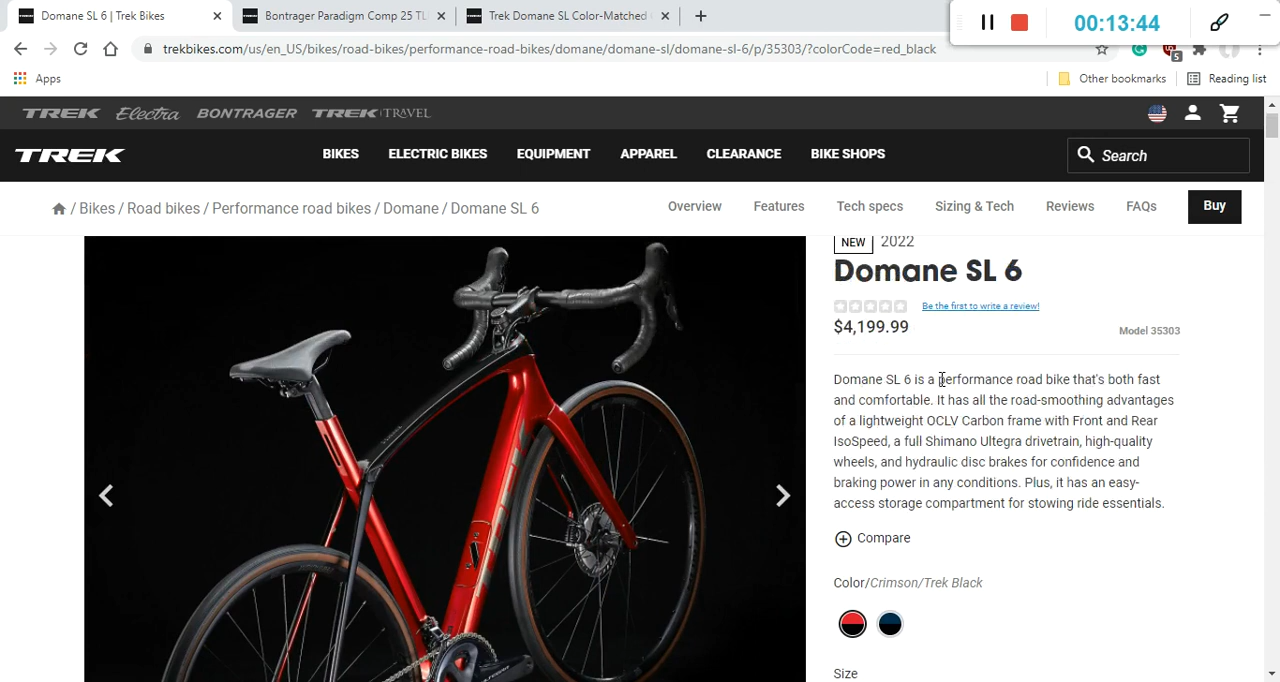 Domane SL 6 | Trek Bikes
Bontrager Paradigm Comp 25 TL
Trek Domane SL Color-Matched
00:13:44
trekbikes.com/us/en_US/bikes/road-bikes/performance-road-bikes/domane/domane-sl/domane-sl-6/p/35303/?colorCode=red_black
5
Apps
Other bookmarks
Reading list
TREK Electra BONTRAGER TREK TRAVEL
TREK
BIKES ELECTRIC BIKES EQUIPMENT APPAREL CLEARANCE BIKE SHOPS
Search
/ Bikes / Road bikes / Performance road bikes / Domane / Domane SL 6
Overview Features Tech specs Sizing & Tech Reviews FAQs Buy
NEW 2022
Domane SL 6
Be the first to write a review!
$4,199.99
Model 35303
Domane SL 6 is a performance road bike that's both fast
and comfortable. It has all the road-smoothing advantages
of a lightweight OCLV Carbon frame with Front and Rear
IsoSpeed, a full Shimano Ultegra drivetrain, high-quality
wheels, and hydraulic disc brakes for confidence and
braking power in any conditions. Plus, it has an easy-
access storage compartment for stowing ride essentials.
Compare
Color/Crimson/Trek Black
Size
TREK